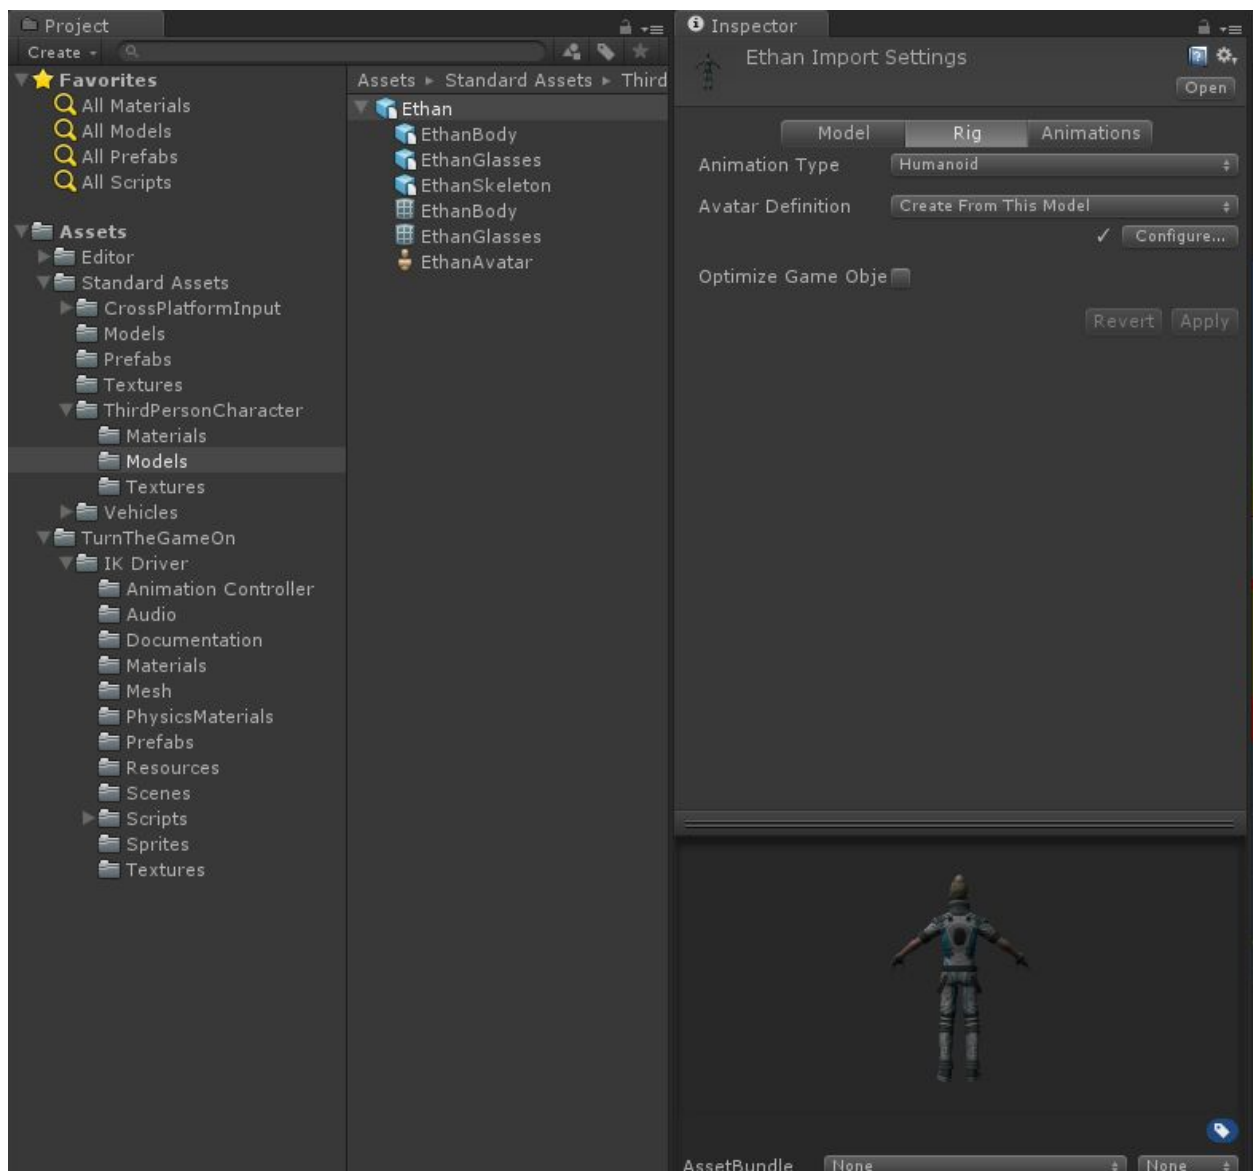 Project
Create
Favorites
All Materials
All Models
All Prefabs
All Scripts
Assets
Editor
Standard Assets
CrossPlatformInput
Models
Prefabs
Textures
ThirdPersonCharacter
Materials
Models
Textures
Vehicles
TurnTheGameOn
IK Driver
Animation Controller
Audio
Documentation
Materials
Mesh
PhysicsMaterials
Prefabs
Resources
Scenes
Scripts
Sprites
Textures
Assets ▸ Standard Assets ▸ Third
Ethan
EthanBody
EthanGlasses
EthanSkeleton
EthanBody
EthanGlasses
EthanAvatar
Inspector
Ethan Import Settings
Open
Model Rig Animations
Animation Type Humanoid
Avatar Definition Create From This Model
✓ Configure...
Optimize Game Obje
Revert Apply
AssetBundle None None